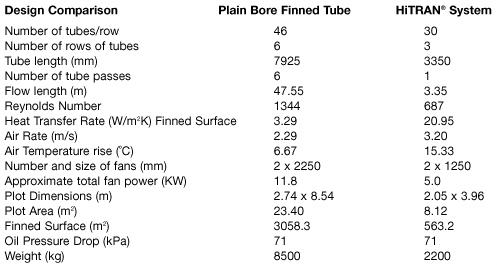 Design Comparison Plain Bore Finned Tube HiTRAN® System
Number of tubes/row 46 30
Number of rows of tubes 6 3
Tube length (mm) 7925 3350
Number of tube passes 6 1
Flow length (m) 47.55 3.35
Reynolds Number 1344 687
Heat Transfer Rate (W/m²K) Finned Surface 3.29 20.95
Air Rate (m/s) 2.29 3.20
Air Temperature rise (˚C) 6.67 15.33
Number and size of fans (mm) 2 x 2250 2 x 1250
Approximate total fan power (KW) 11.8 5.0
Plot Dimensions (m) 2.74 x 8.54 2.05 x 3.96
Plot Area (m²) 23.40 8.12
Finned Surface (m²) 3058.3 563.2
Oil Pressure Drop (kPa) 71 71
Weight (kg) 8500 2200